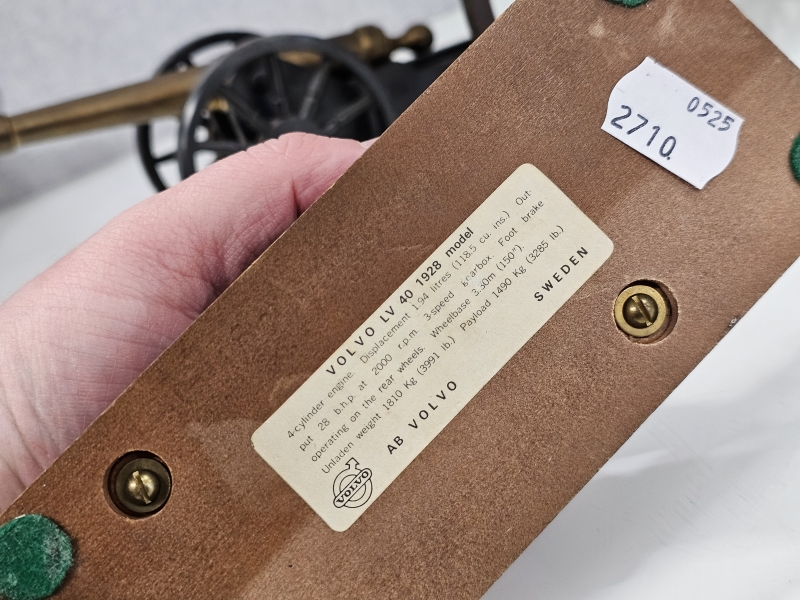 0525
2710.
VOLVO LV 40 1928 model
4-cylinder engine. Displacement 1.94 litres (118.5 cu. ins.) Out-
put 28 b.h.p. at 2000 r.p.m. 3-speed gearbox. Foot brake
operating on the rear wheels. Wheelbase 3.30m (150").
Unladen weight 1810 Kg (3991 lb.) Payload 1490 Kg (3285 lb.)
VOLVO
AB VOLVO
SWEDEN